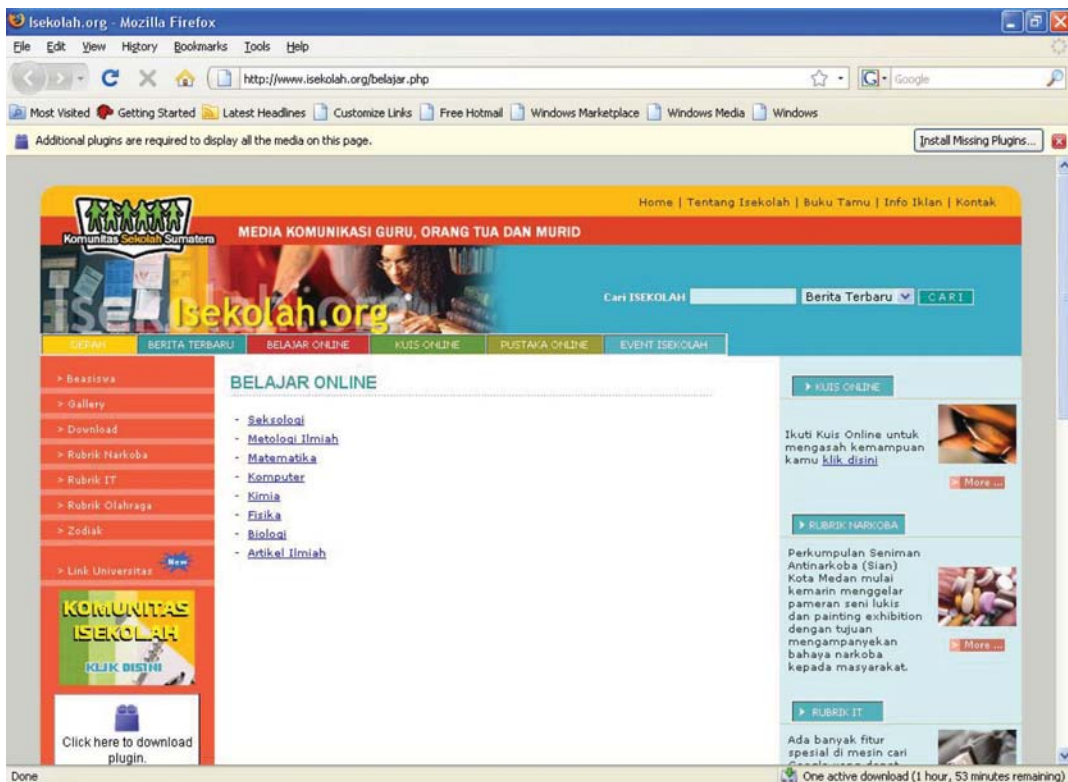 Isekolah.org - Mozilla Firefox
File Edit View History Bookmarks Tools Help
http://www.isekolah.org/belajar.php
G Google
Most Visited Getting Started Latest Headlines Customize Links Free Hotmail Windows Marketplace Windows Media Windows
Additional plugins are required to display all the media on this page.
Install Missing Plugins...
Home | Tentang Isekolah | Buku Tamu | Info Iklan | Kontak
Komunitas Sekolah Sumatera
MEDIA KOMUNIKASI GURU, ORANG TUA DAN MURID
Isekolah.org
Cari ISEKOLAH Berita Terbaru CARI
DEPAN BERITA TERBARU BELAJAR ONLINE KUIS ONLINE PUSTAKA ONLINE EVENT ISEKOLAH
> Beasiswa
> Gallery
> Download
> Rubrik Narkoba
> Rubrik IT
> Rubrik Olahraga
> Zodiak
> Link Universitas New
KOMUNITAS
ISEKOLAH
KLIK DISINI
Click here to download
plugin.
BELAJAR ONLINE
- Seksologi
- Metologi Ilmiah
- Matematika
- Komputer
- Kimia
- Fisika
- Biologi
- Artikel Ilmiah
KUIS ONLINE
Ikuti Kuis Online untuk
mengasah kemampuan
kamu klik disini
More ...
RUBRIK NARKOBA
Perkumpulan Seniman
Antinarkoba (Sian)
Kota Medan mulai
kemarin menggelar
pameran seni lukis
dan painting exhibition
dengan tujuan
mengampanyekan
bahaya narkoba
kepada masyarakat.
More ...
RUBRIK IT
Ada banyak fitur
spesial di mesin cari
Done
One active download (1 hour, 53 minutes remaining)